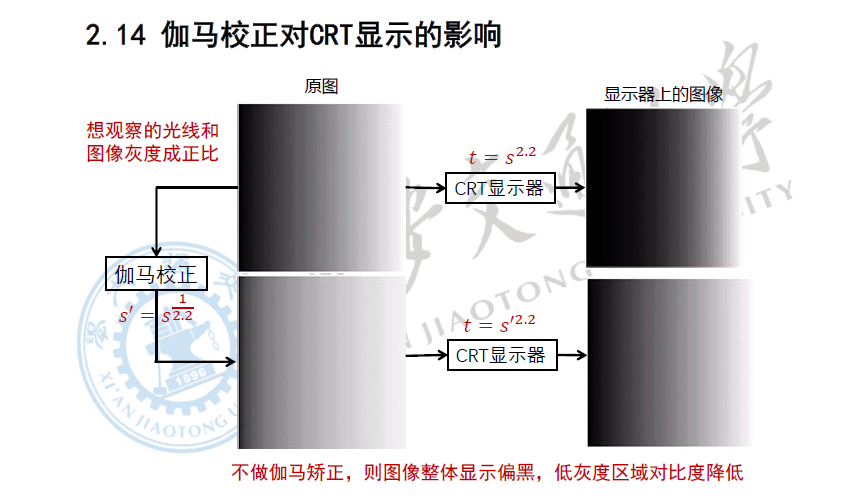 2.14 伽马校正对CRT显示的影响
原图
显示器上的图像
想观察的光线和
图像灰度成正比
t = s^2.2
CRT显示器
伽马校正
s′ = s^(1/2.2)
t = s′^2.2
CRT显示器
不做伽马矫正，则图像整体显示偏黑，低灰度区域对比度降低
1896
XI'AN JIAOTONG